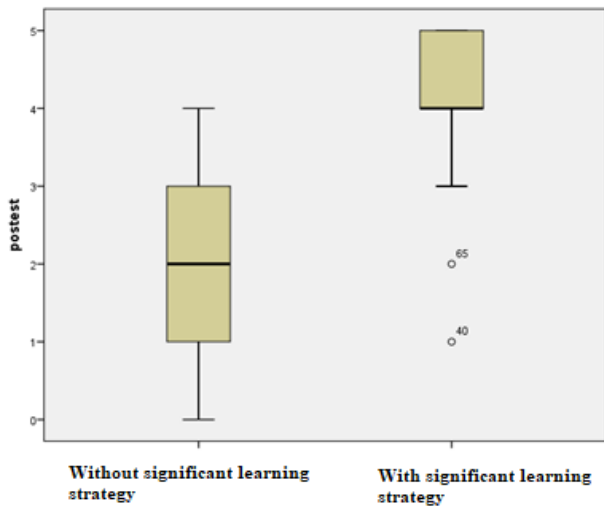 5
4
3
2
1
0
postest
65
40
Without significant learning
strategy
With significant learning
strategy